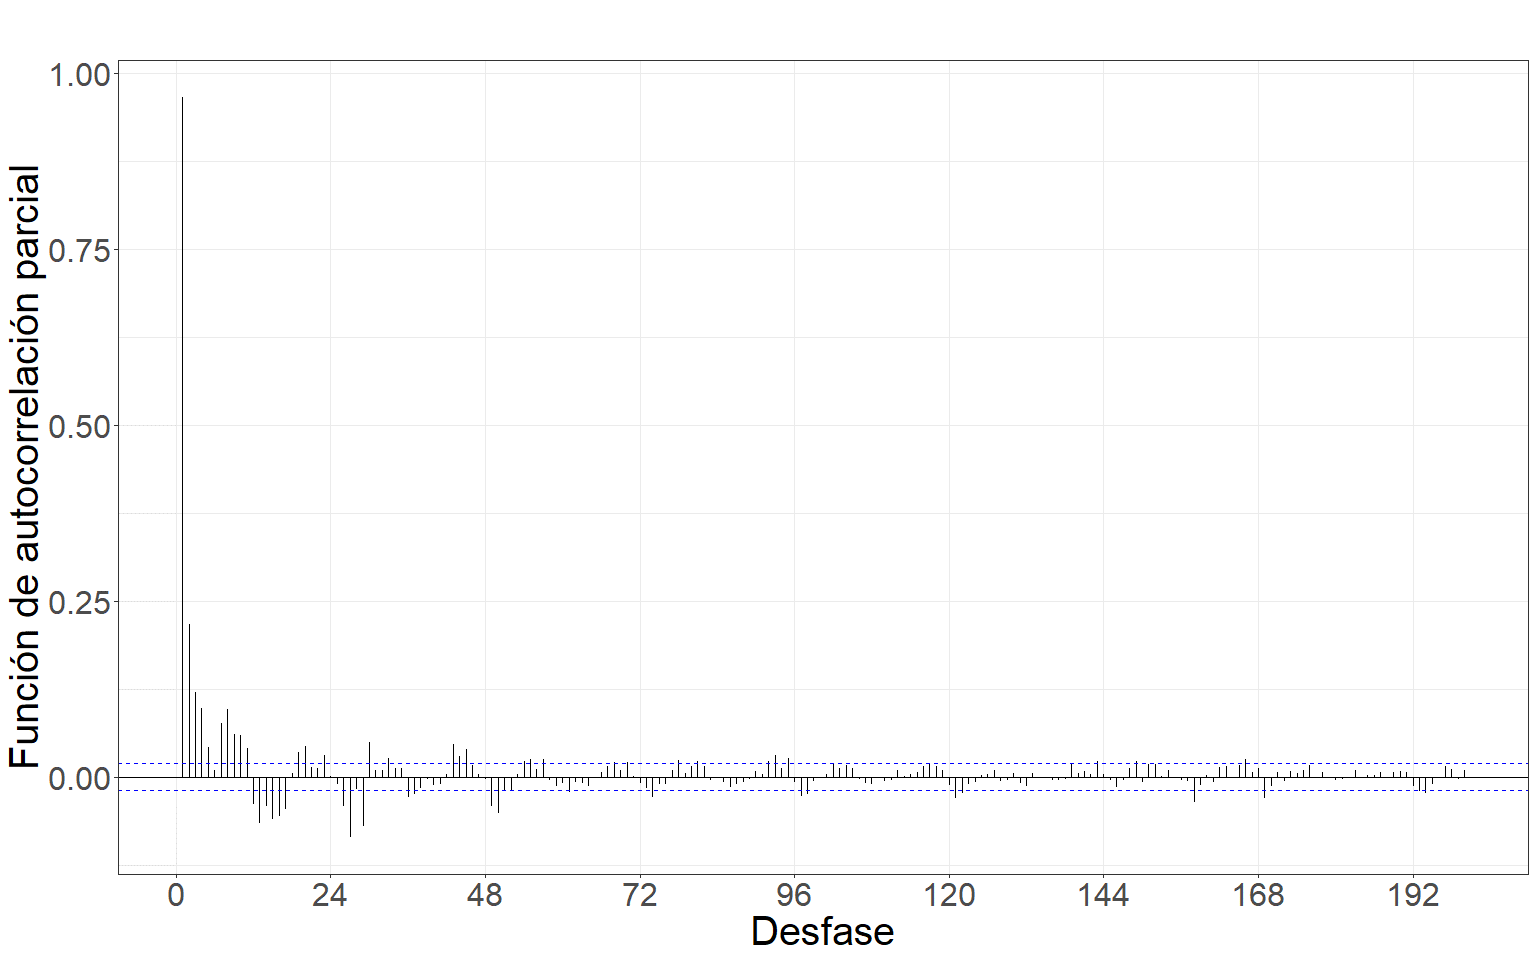 Función de autocorrelación parcial
1.00
0.75
0.50
0.25
0.00
0 24 48 72 96 120 144 168 192
Desfase